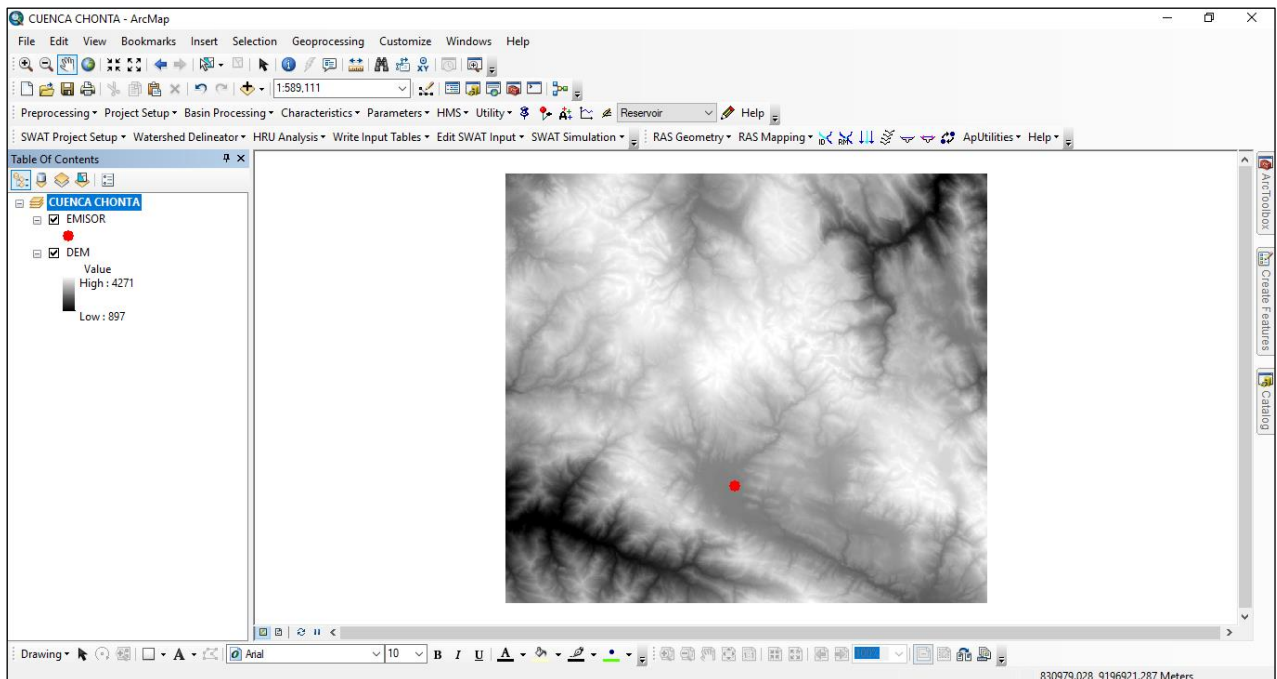 CUENCA CHONTA - ArcMap
File Edit View Bookmarks Insert Selection Geoprocessing Customize Windows Help
1:589,111
Preprocessing Project Setup Basin Processing Characteristics Parameters HMS Utility Reservoir Help
SWAT Project Setup Watershed Delineator HRU Analysis Write Input Tables Edit SWAT Input SWAT Simulation RAS Geometry RAS Mapping ID RPK ApUtilities Help
Table Of Contents
CUENCA CHONTA
EMISOR
DEM
Value
High : 4271
Low : 897
ArcToolbox
Create Features
Catalog
Drawing A Arial 10 B I U A
830979.028 9196921.287 Meters